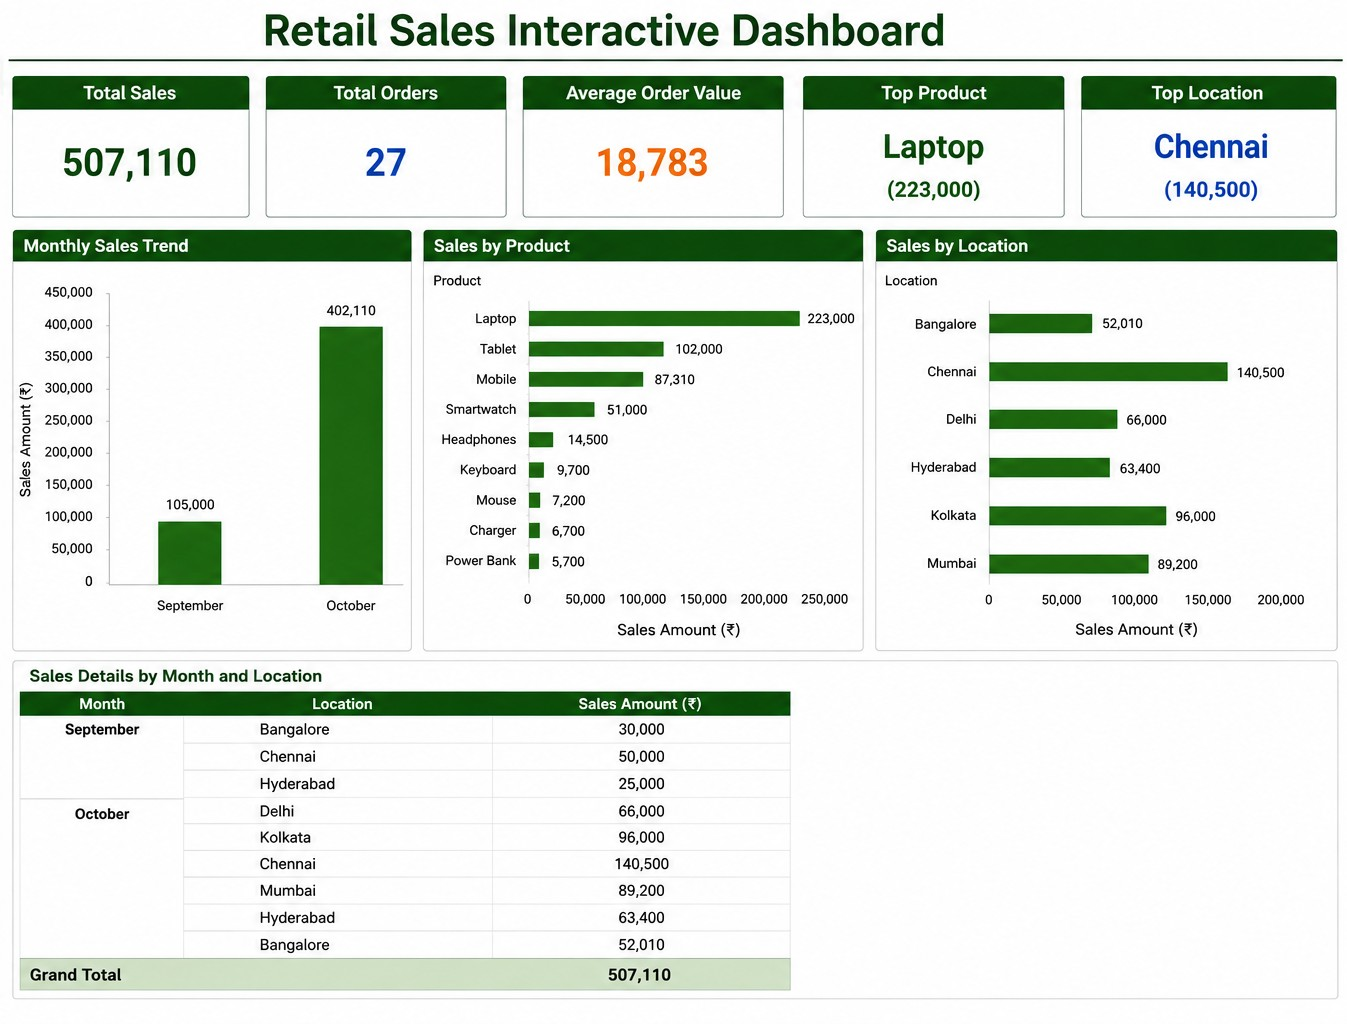 Retail Sales Interactive Dashboard
Total Sales
507,110
Total Orders
27
Average Order Value
18,783
Top Product
Laptop
(223,000)
Top Location
Chennai
(140,500)
Monthly Sales Trend
Sales Amount (₹)
450,000
400,000
350,000
300,000
250,000
200,000
150,000
100,000
50,000
0
105,000
402,110
September October
Sales by Product
Product
Laptop 223,000
Tablet 102,000
Mobile 87,310
Smartwatch 51,000
Headphones 14,500
Keyboard 9,700
Mouse 7,200
Charger 6,700
Power Bank 5,700
0 50,000 100,000 150,000 200,000 250,000
Sales Amount (₹)
Sales by Location
Location
Bangalore 52,010
Chennai 140,500
Delhi 66,000
Hyderabad 63,400
Kolkata 96,000
Mumbai 89,200
0 50,000 100,000 150,000 200,000
Sales Amount (₹)
Sales Details by Month and Location
Month Location Sales Amount (₹)
September Bangalore 30,000
Chennai 50,000
Hyderabad 25,000
October Delhi 66,000
Kolkata 96,000
Chennai 140,500
Mumbai 89,200
Hyderabad 63,400
Bangalore 52,010
Grand Total 507,110